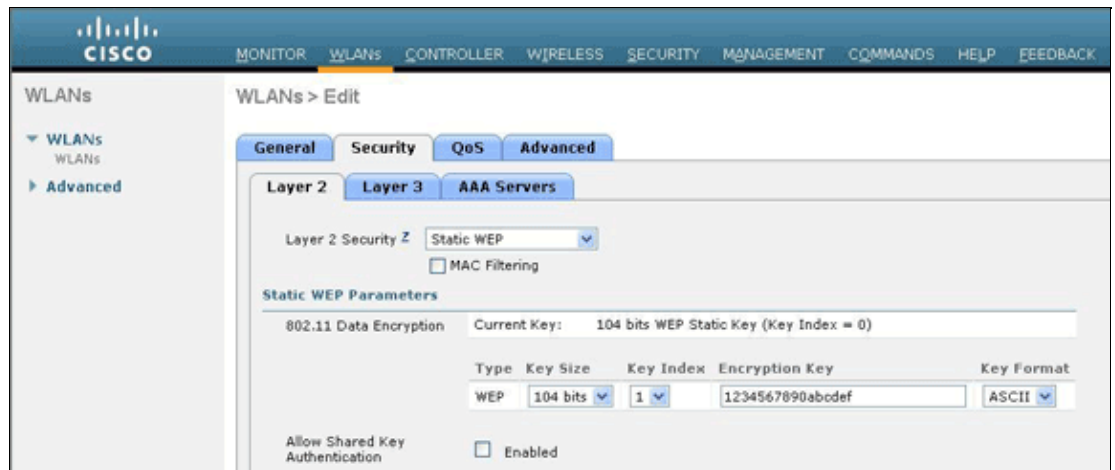 CISCO
MONITOR WLANs CONTROLLER WIRELESS SECURITY MANAGEMENT COMMANDS HELP FEEDBACK
WLANs
WLANs
WLANs
Advanced
WLANs > Edit
General Security QoS Advanced
Layer 2 Layer 3 AAA Servers
Layer 2 Security 2 Static WEP
MAC Filtering
Static WEP Parameters
802.11 Data Encryption Current Key: 104 bits WEP Static Key (Key Index = 0)
Type Key Size Key Index Encryption Key Key Format
WEP 104 bits 1 1234567890abcdef ASCII
Allow Shared Key
Authentication Enabled